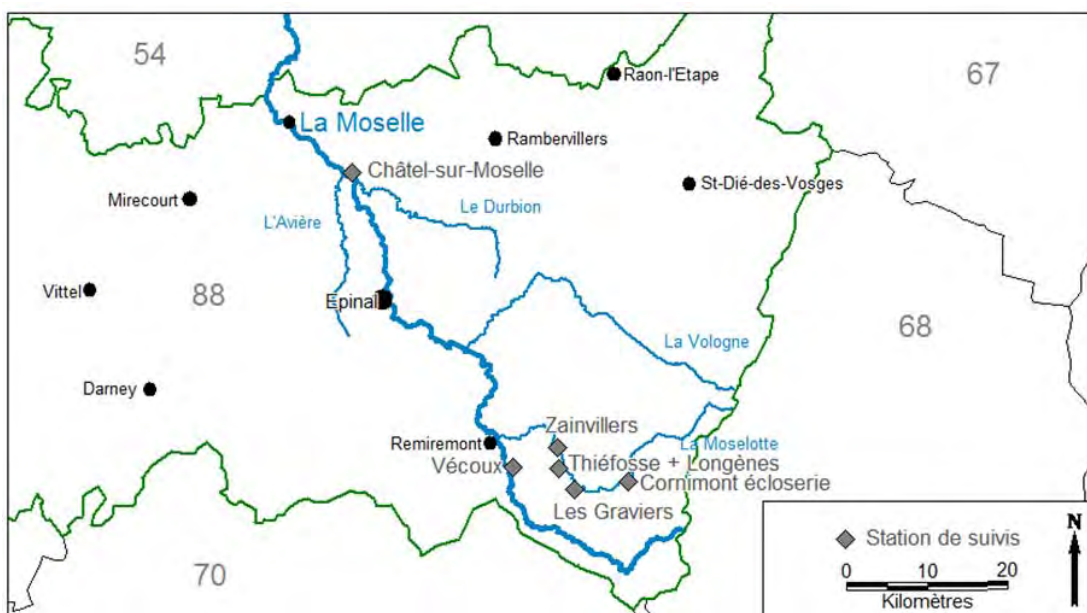 54
67
Raon-l'Etape
La Moselle
Rambervillers
Châtel-sur-Moselle
St-Dié-des-Vosges
Mirecourt
Le Durbion
L'Avière
Vittel
88
Epinal
68
La Vologne
Darney
Zainvillers
Remiremont
La Moselotte
Vécoux
Thiéfosse + Longènes
Cornimont écloserie
Les Graviers
N
Station de suivis
70
0 10 20
Kilomètres